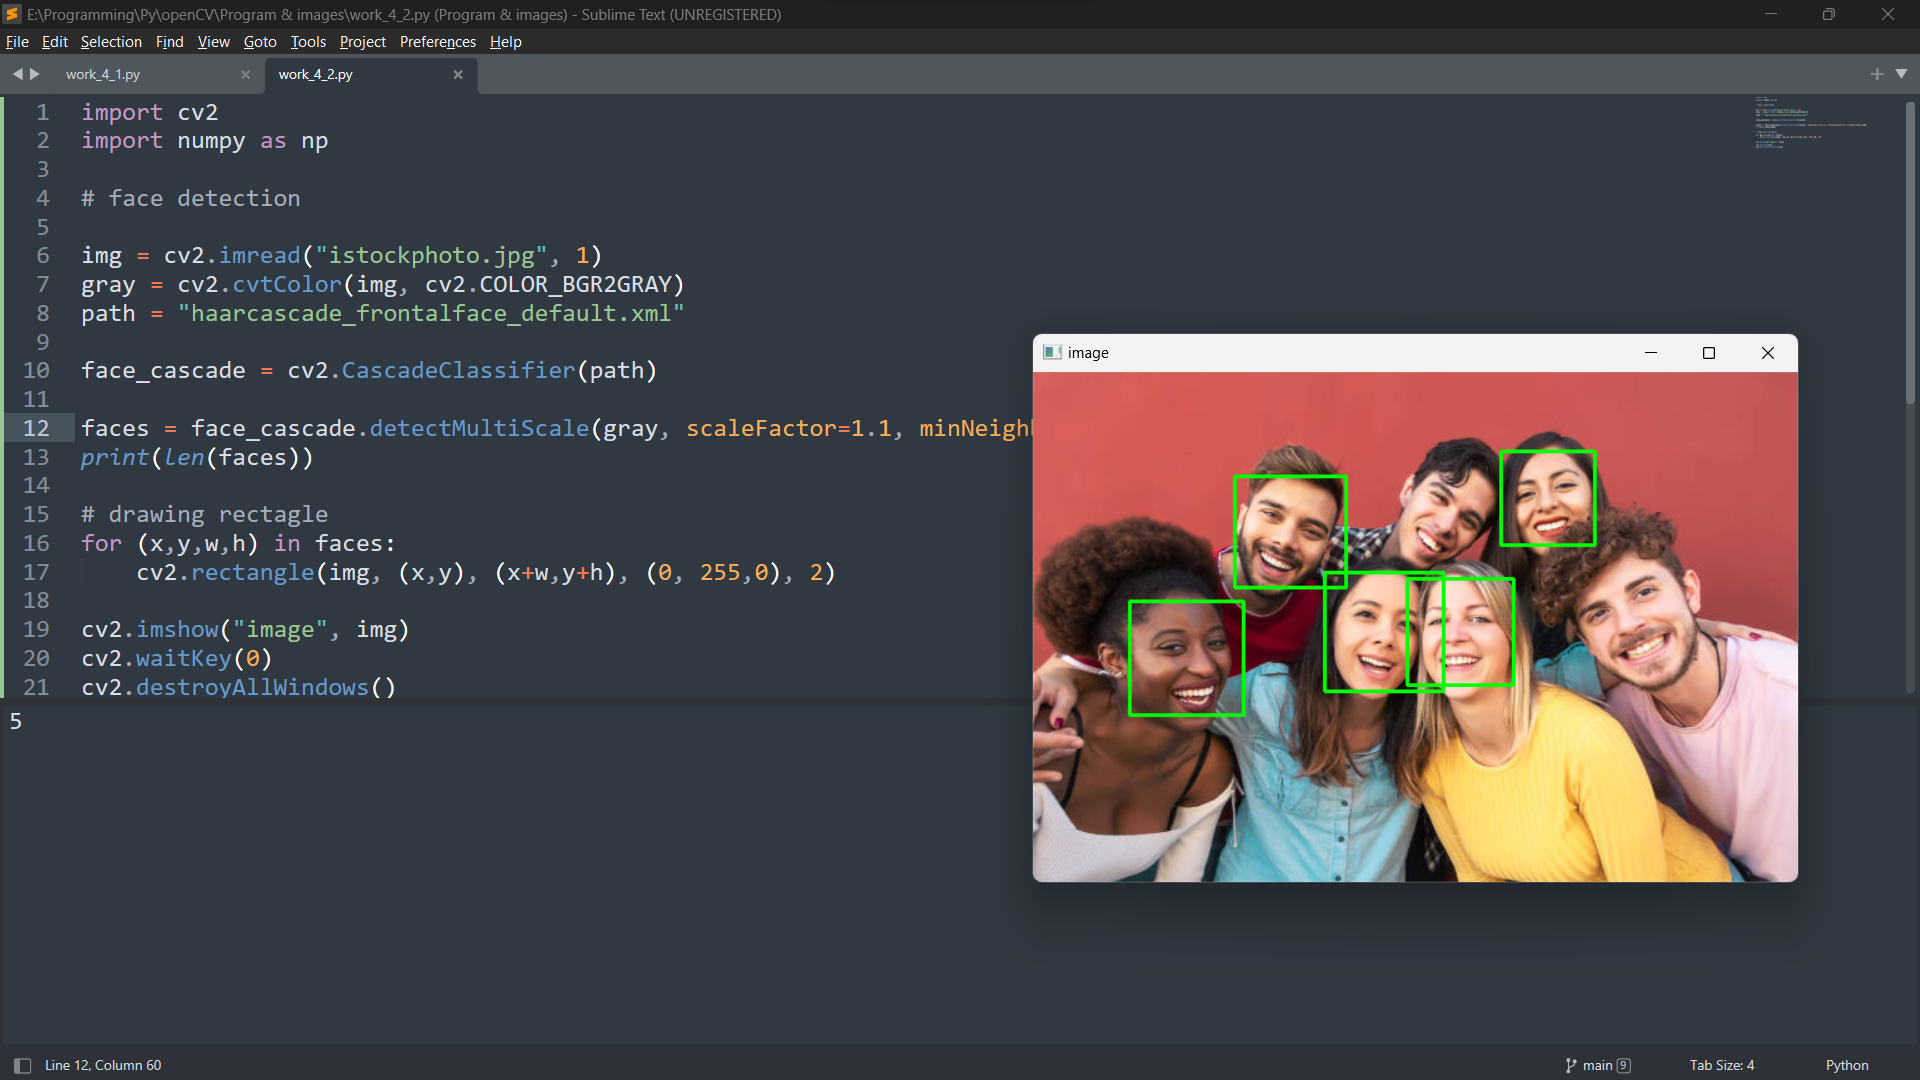 E:\Programming\Py\openCV\Program & images\work_4_2.py (Program & images) - Sublime Text (UNREGISTERED)
File Edit Selection Find View Goto Tools Project Preferences Help
work_4_1.py work_4_2.py
1 import cv2
2 import numpy as np
3
4 # face detection
5
6 img = cv2.imread("istockphoto.jpg", 1)
7 gray = cv2.cvtColor(img, cv2.COLOR_BGR2GRAY)
8 path = "haarcascade_frontalface_default.xml"
9
10 face_cascade = cv2.CascadeClassifier(path)
11
12 faces = face_cascade.detectMultiScale(gray, scaleFactor=1.1, minNeigh
13 print(len(faces))
14
15 # drawing rectagle
16 for (x,y,w,h) in faces:
17 cv2.rectangle(img, (x,y), (x+w,y+h), (0, 255,0), 2)
18
19 cv2.imshow("image", img)
20 cv2.waitKey(0)
21 cv2.destroyAllWindows()
image
5
Line 12, Column 60 main 9 Tab Size: 4 Python